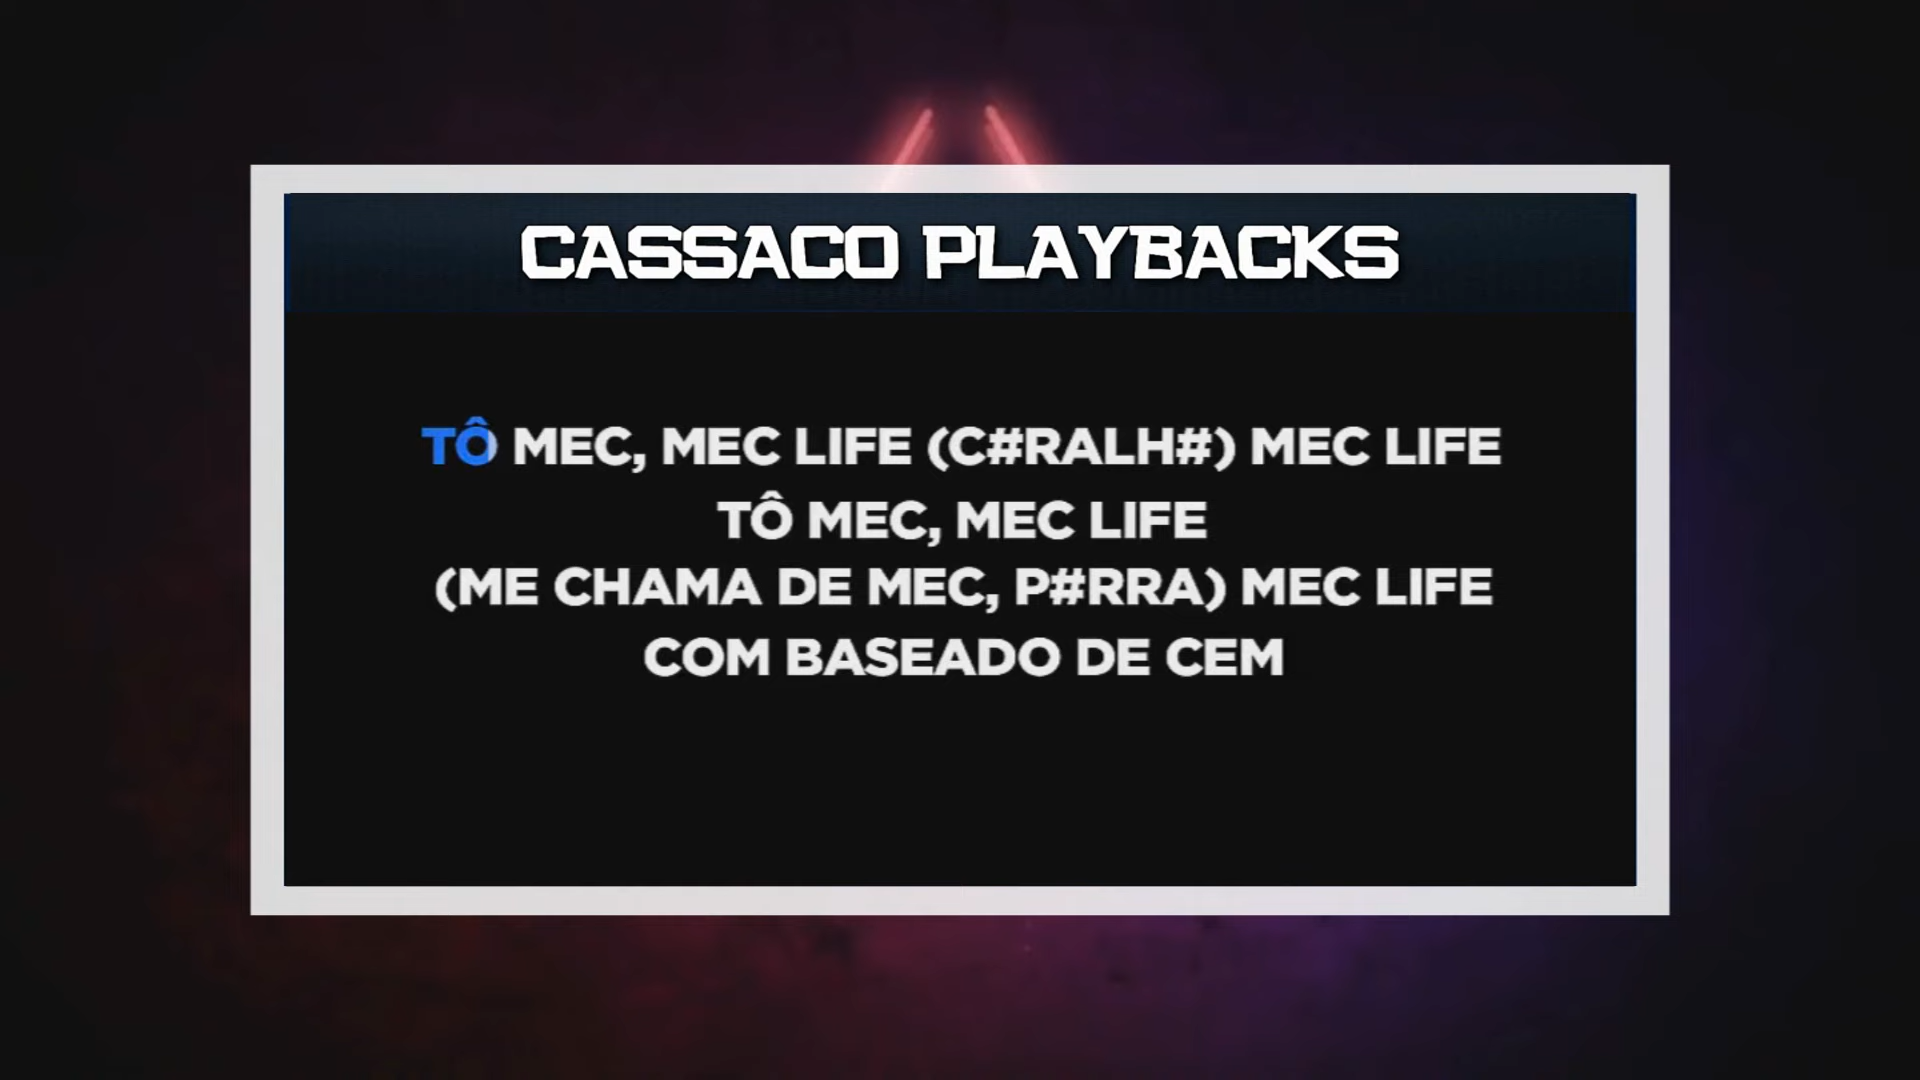 CASSACO PLAYBACKS
TÔ MEC, MEC LIFE (C#RALH#) MEC LIFE
TÔ MEC, MEC LIFE
(ME CHAMA DE MEC, P#RRA) MEC LIFE
COM BASEADO DE CEM